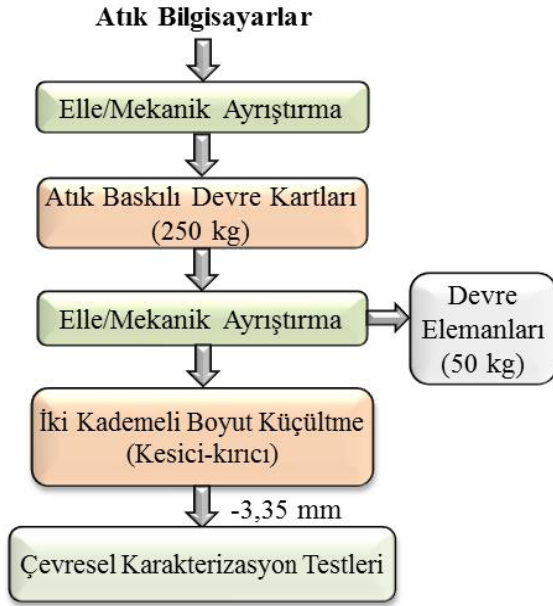 Atık Bilgisayarlar
Elle/Mekanik Ayrıştırma
Atık Baskılı Devre Kartları
(250 kg)
Elle/Mekanik Ayrıştırma
Devre
Elemanları
(50 kg)
İki Kademeli Boyut Küçültme
(Kesici-kırıcı)
-3,35 mm
Çevresel Karakterizasyon Testleri